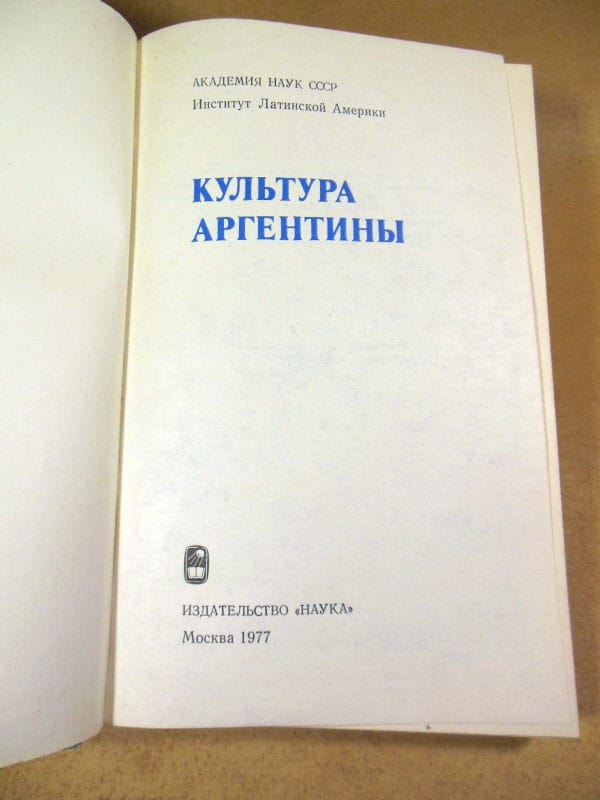 АКАДЕМИЯ НАУК СССР
Институт Латинской Америки
КУЛЬТУРА
АРГЕНТИНЫ
ИЗДАТЕЛЬСТВО «НАУКА»
Москва 1977